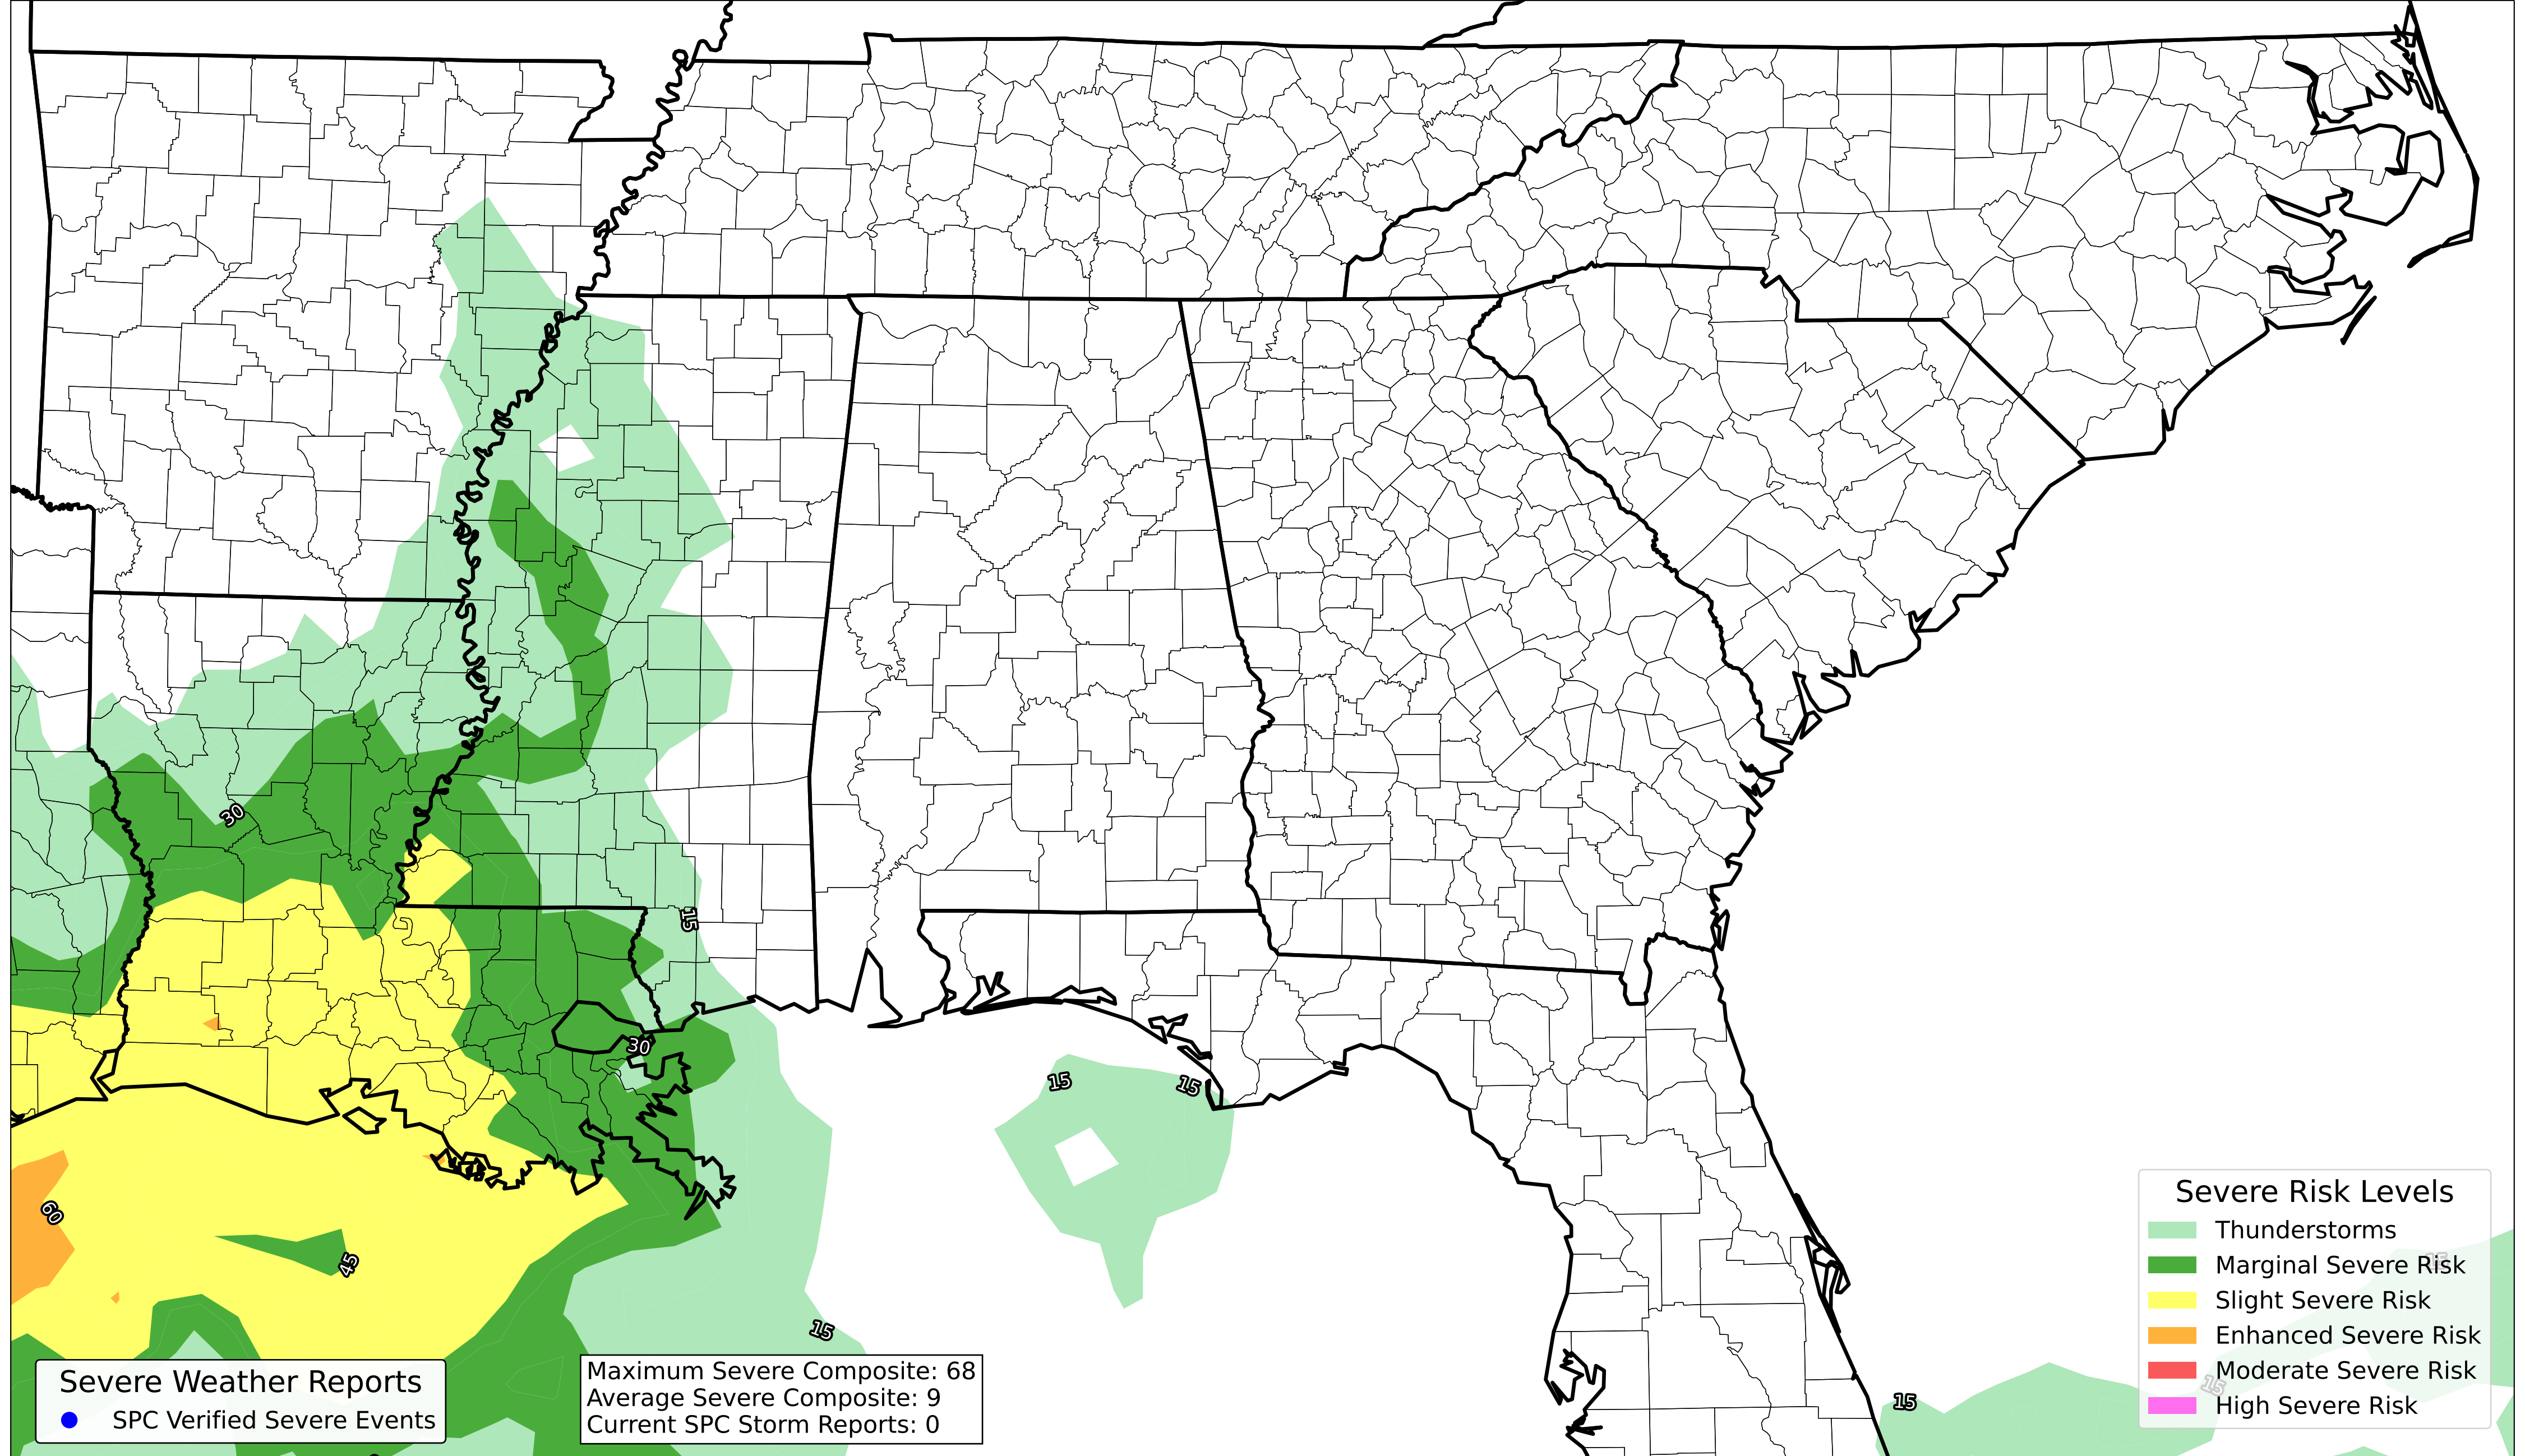 30
15
30
15
15
60
45
15
15
15
15
Severe Risk Levels
Thunderstorms
Marginal Severe Risk
Slight Severe Risk
Enhanced Severe Risk
Moderate Severe Risk
High Severe Risk
Severe Weather Reports
SPC Verified Severe Events
Maximum Severe Composite: 68
Average Severe Composite: 9
Current SPC Storm Reports: 0